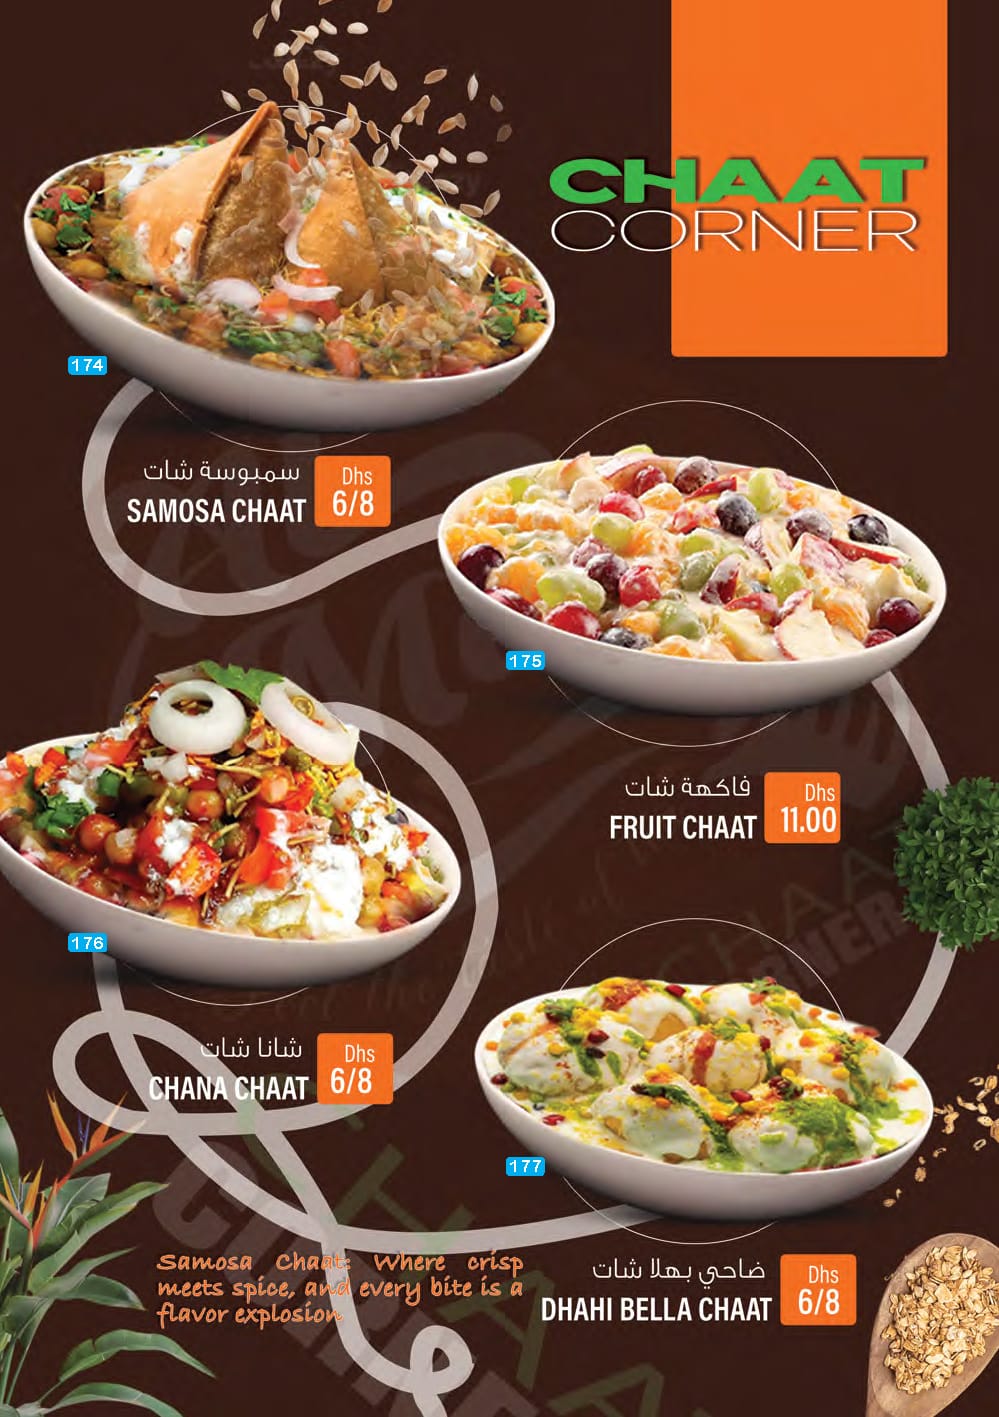 CHAAT
CORNER
174
سمبوسة شات
SAMOSA CHAAT
Dhs
6/8
175
فاكهة شات
FRUIT CHAAT
Dhs
11.00
176
شانا شات
CHANA CHAAT
Dhs
6/8
177
ضاحي بهلا شات
DHAHI BELLA CHAAT
Dhs
6/8
Samosa Chaat: Where crisp
meets spice, and every bite is a
flavor explosion
CHAAT
CORNER